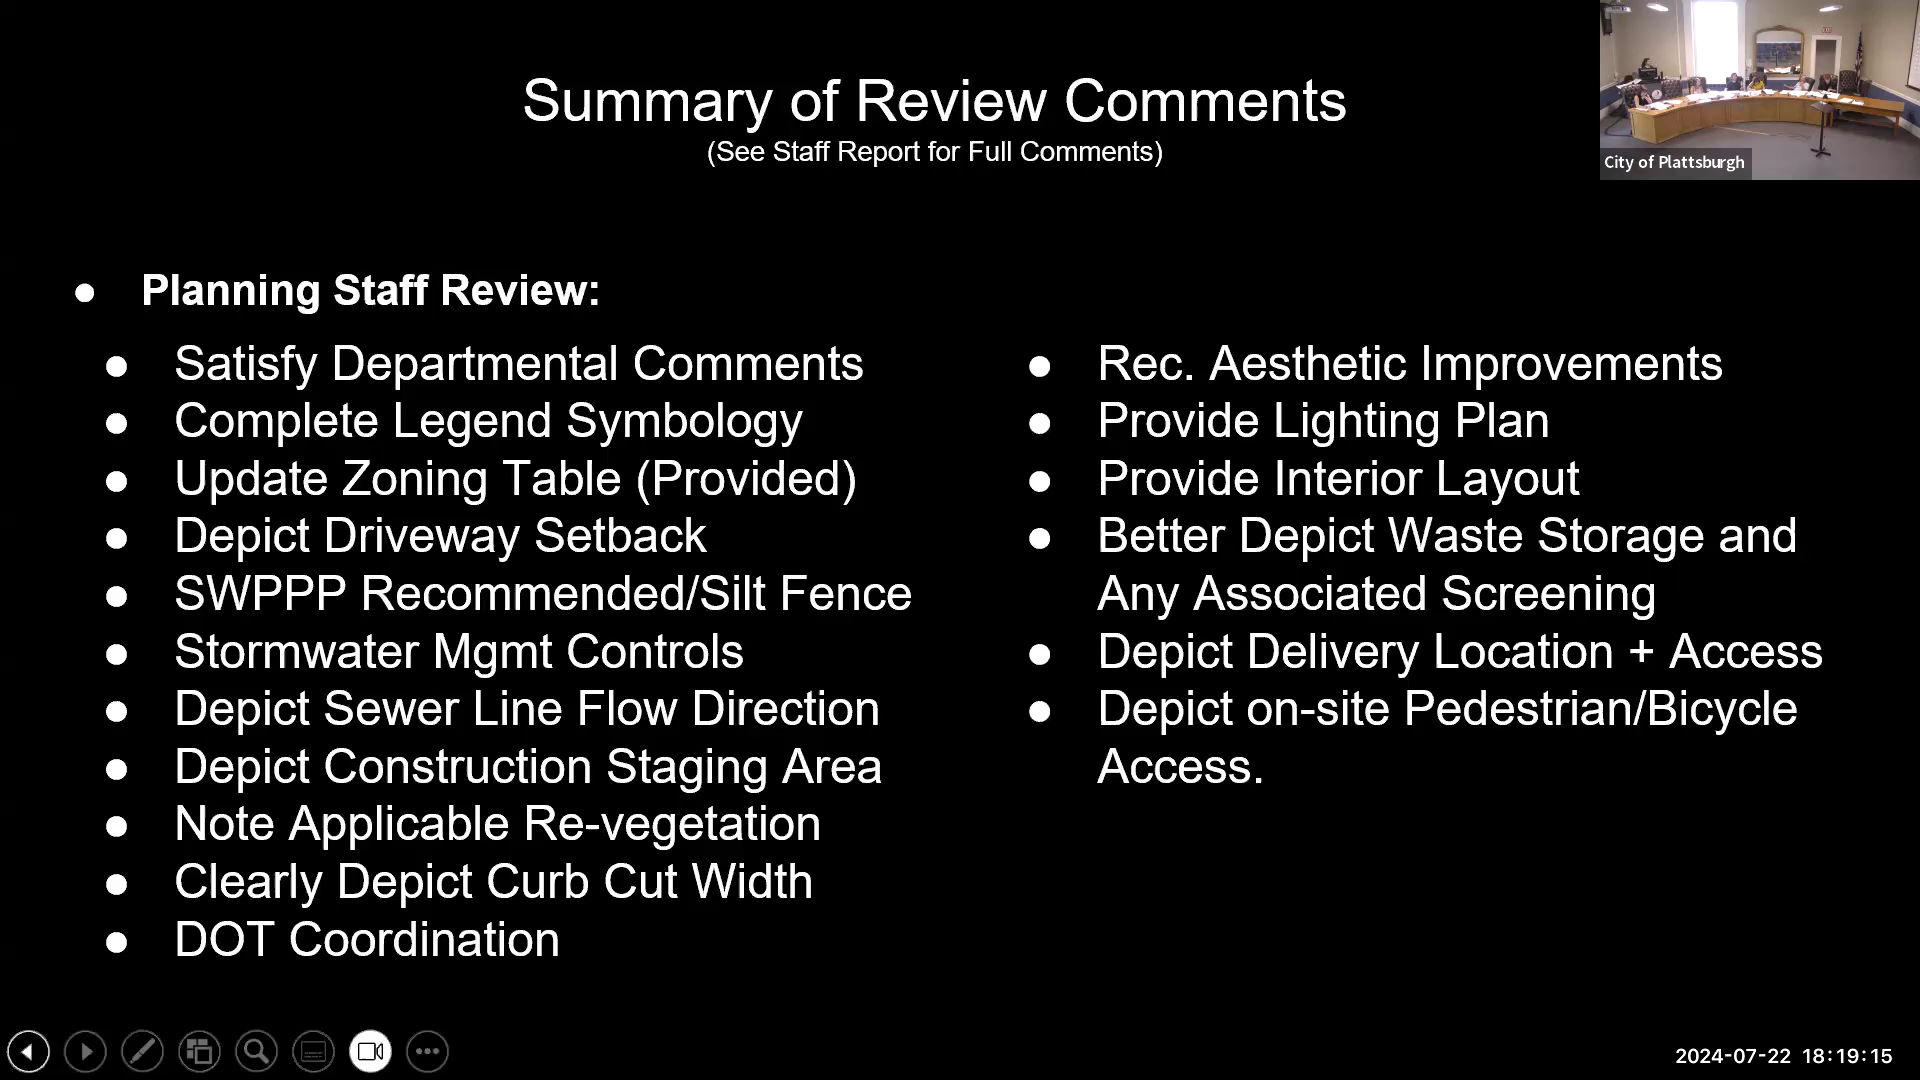 Summary of Review Comments
(See Staff Report for Full Comments)
City of Plattsburgh
● Planning Staff Review:
● Satisfy Departmental Comments
● Complete Legend Symbology
● Update Zoning Table (Provided)
● Depict Driveway Setback
● SWPPP Recommended/Silt Fence
● Stormwater Mgmt Controls
● Depict Sewer Line Flow Direction
● Depict Construction Staging Area
● Note Applicable Re-vegetation
● Clearly Depict Curb Cut Width
● DOT Coordination
● Rec. Aesthetic Improvements
● Provide Lighting Plan
● Provide Interior Layout
● Better Depict Waste Storage and
Any Associated Screening
● Depict Delivery Location + Access
● Depict on-site Pedestrian/Bicycle
Access.
2024-07-22 18:19:15